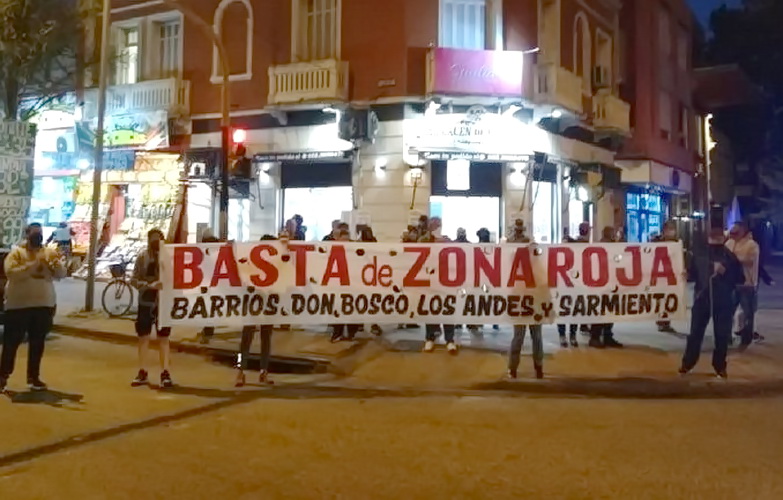 BASTA de ZONA ROJA
BARRIOS DON BOSCO, LOS ANDES y SARMIENTO